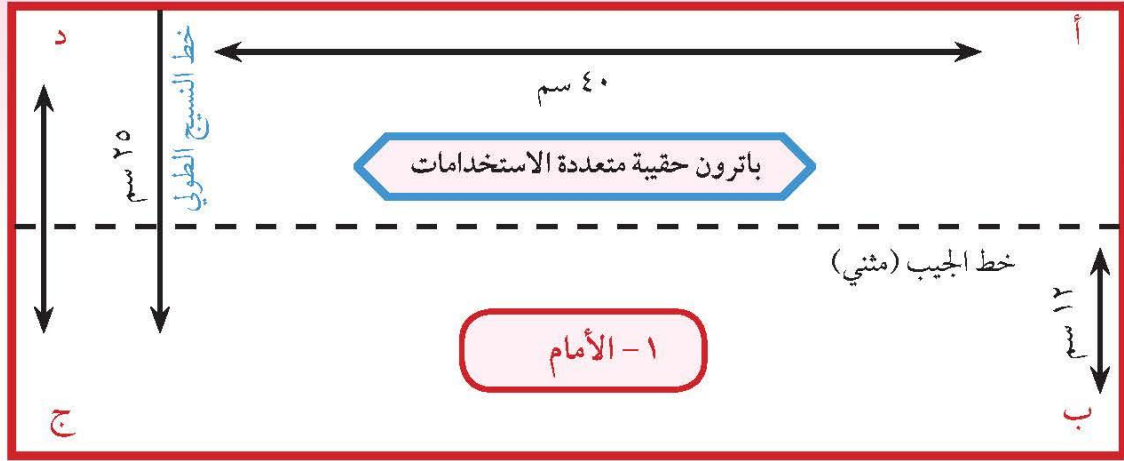 أ
د
٤٠ سم
خط النسيج الطولي
٢٥ سم
باترون حقيبة متعددة الاستخدامات
خط الجيب (مثني)
١٢ سم
١ - الأمام
ب
ج